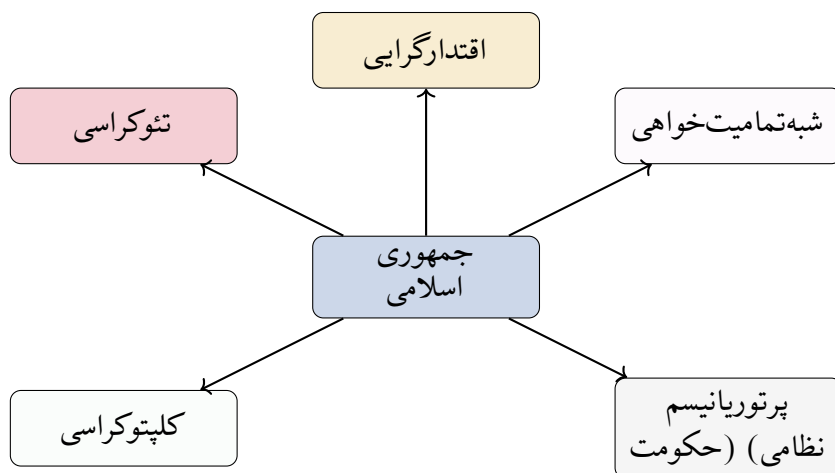 اقتدارگرایی
شبه‌تمامیت‌خواهی
تئوکراسی
جمهوری
اسلامی
پرتوریانیسم
نظامی) (حکومت
کلپتوکراسی